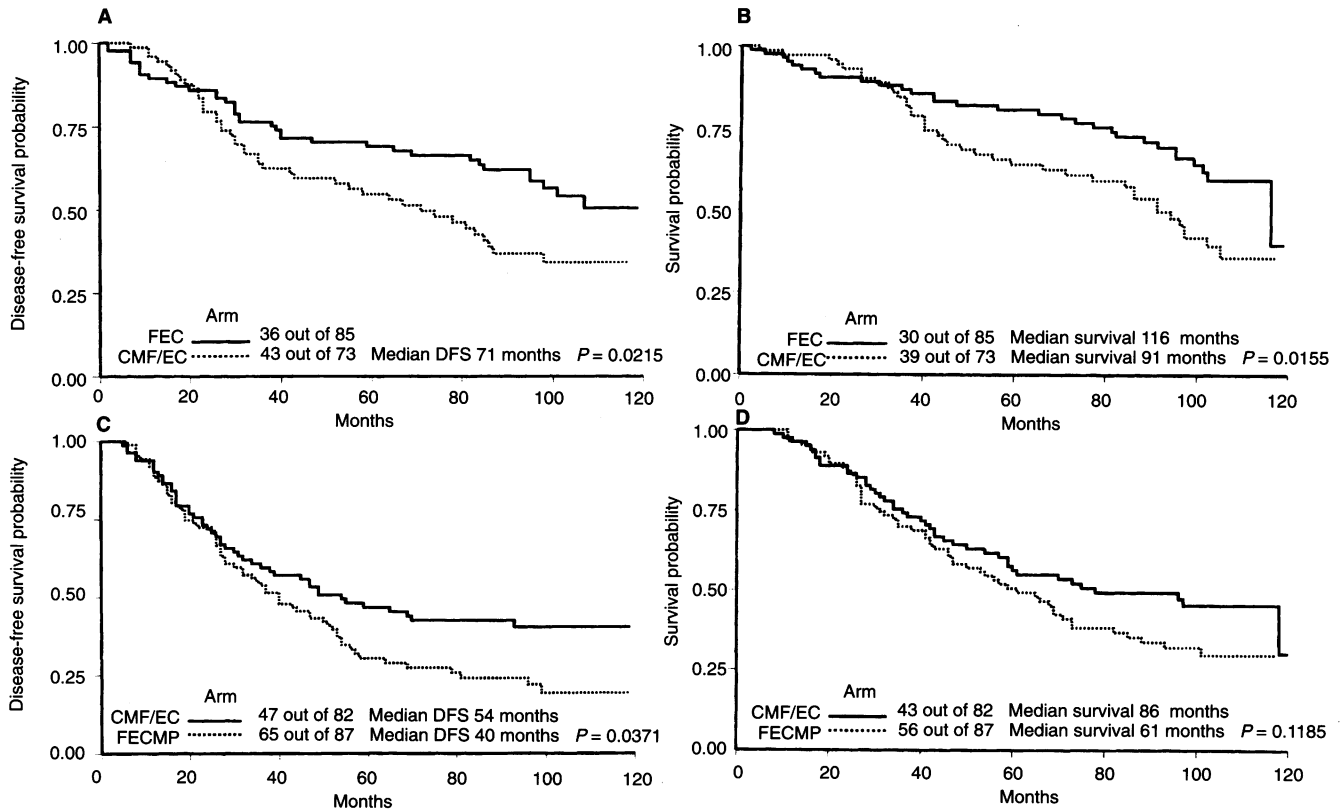 A
Disease-free survival probability
1.00
0.75
0.50
0.25
0.00
Arm
FEC 36 out of 85
CMF/EC 43 out of 73 Median DFS 71 months P = 0.0215
0 20 40 60 80 100 120
Months
B
Survival probability
1.00
0.75
0.50
0.25
0.00
Arm
FEC 30 out of 85 Median survival 116 months
CMF/EC 39 out of 73 Median survival 91 months P = 0.0155
0 20 40 60 80 100 120
Months
C
Disease-free survival probability
1.00
0.75
0.50
0.25
0.00
Arm
CMF/EC 47 out of 82 Median DFS 54 months
FECMP 65 out of 87 Median DFS 40 months P = 0.0371
0 20 40 60 80 100 120
Months
D
Survival probability
1.00
0.75
0.50
0.25
0.00
Arm
CMF/EC 43 out of 82 Median survival 86 months
FECMP 56 out of 87 Median survival 61 months P = 0.1185
0 20 40 60 80 100 120
Months